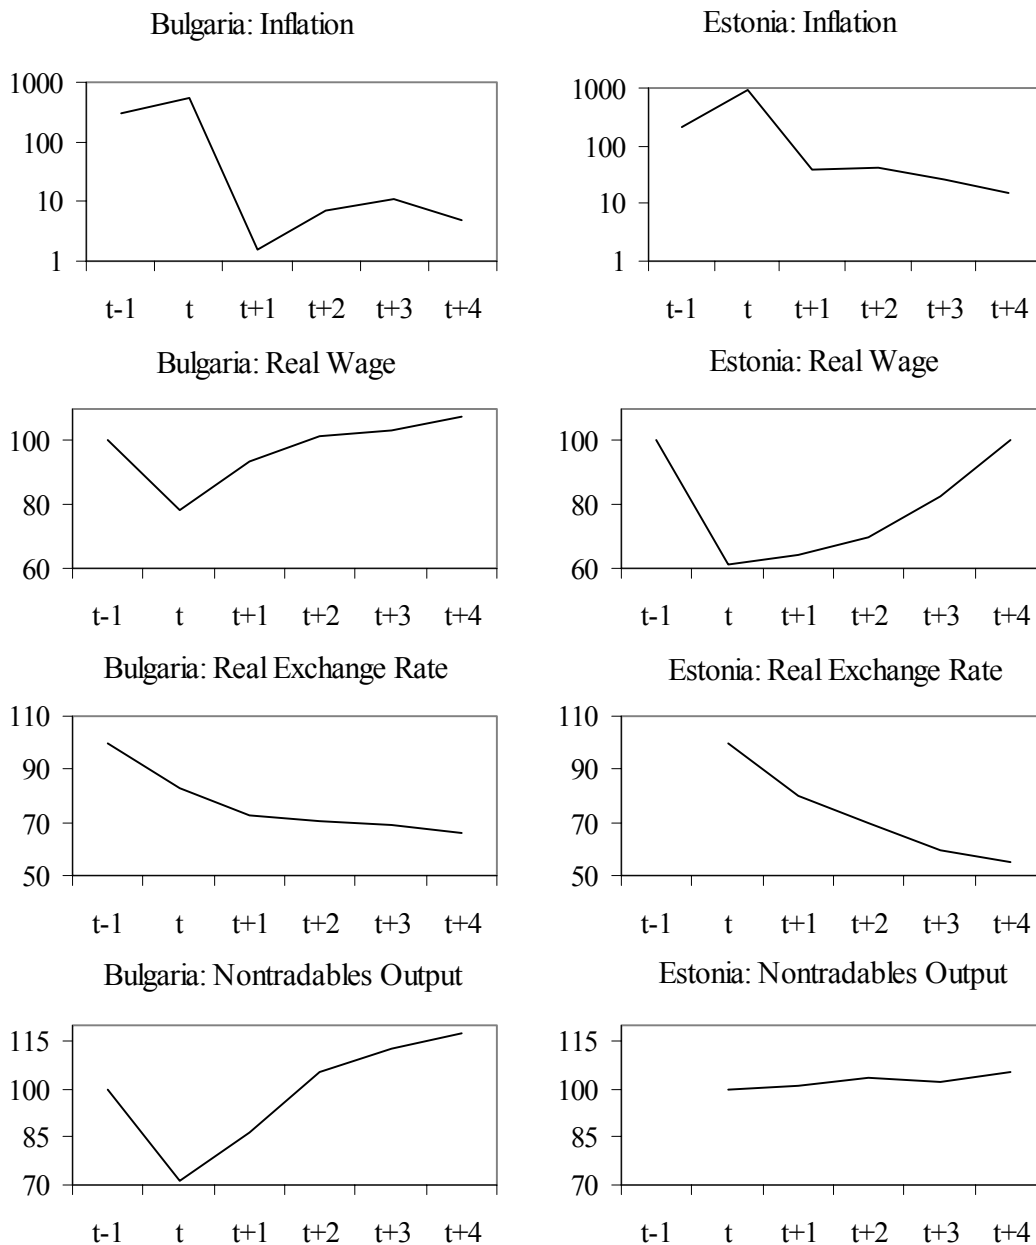 Bulgaria: Inflation
1000
100
10
1
t-1 t t+1 t+2 t+3 t+4
Estonia: Inflation
1000
100
10
1
t-1 t t+1 t+2 t+3 t+4
Bulgaria: Real Wage
100
80
60
t-1 t t+1 t+2 t+3 t+4
Estonia: Real Wage
100
80
60
t-1 t t+1 t+2 t+3 t+4
Bulgaria: Real Exchange Rate
110
90
70
50
t-1 t t+1 t+2 t+3 t+4
Estonia: Real Exchange Rate
110
90
70
50
t-1 t t+1 t+2 t+3 t+4
Bulgaria: Nontradables Output
115
100
85
70
t-1 t t+1 t+2 t+3 t+4
Estonia: Nontradables Output
115
100
85
70
t-1 t t+1 t+2 t+3 t+4